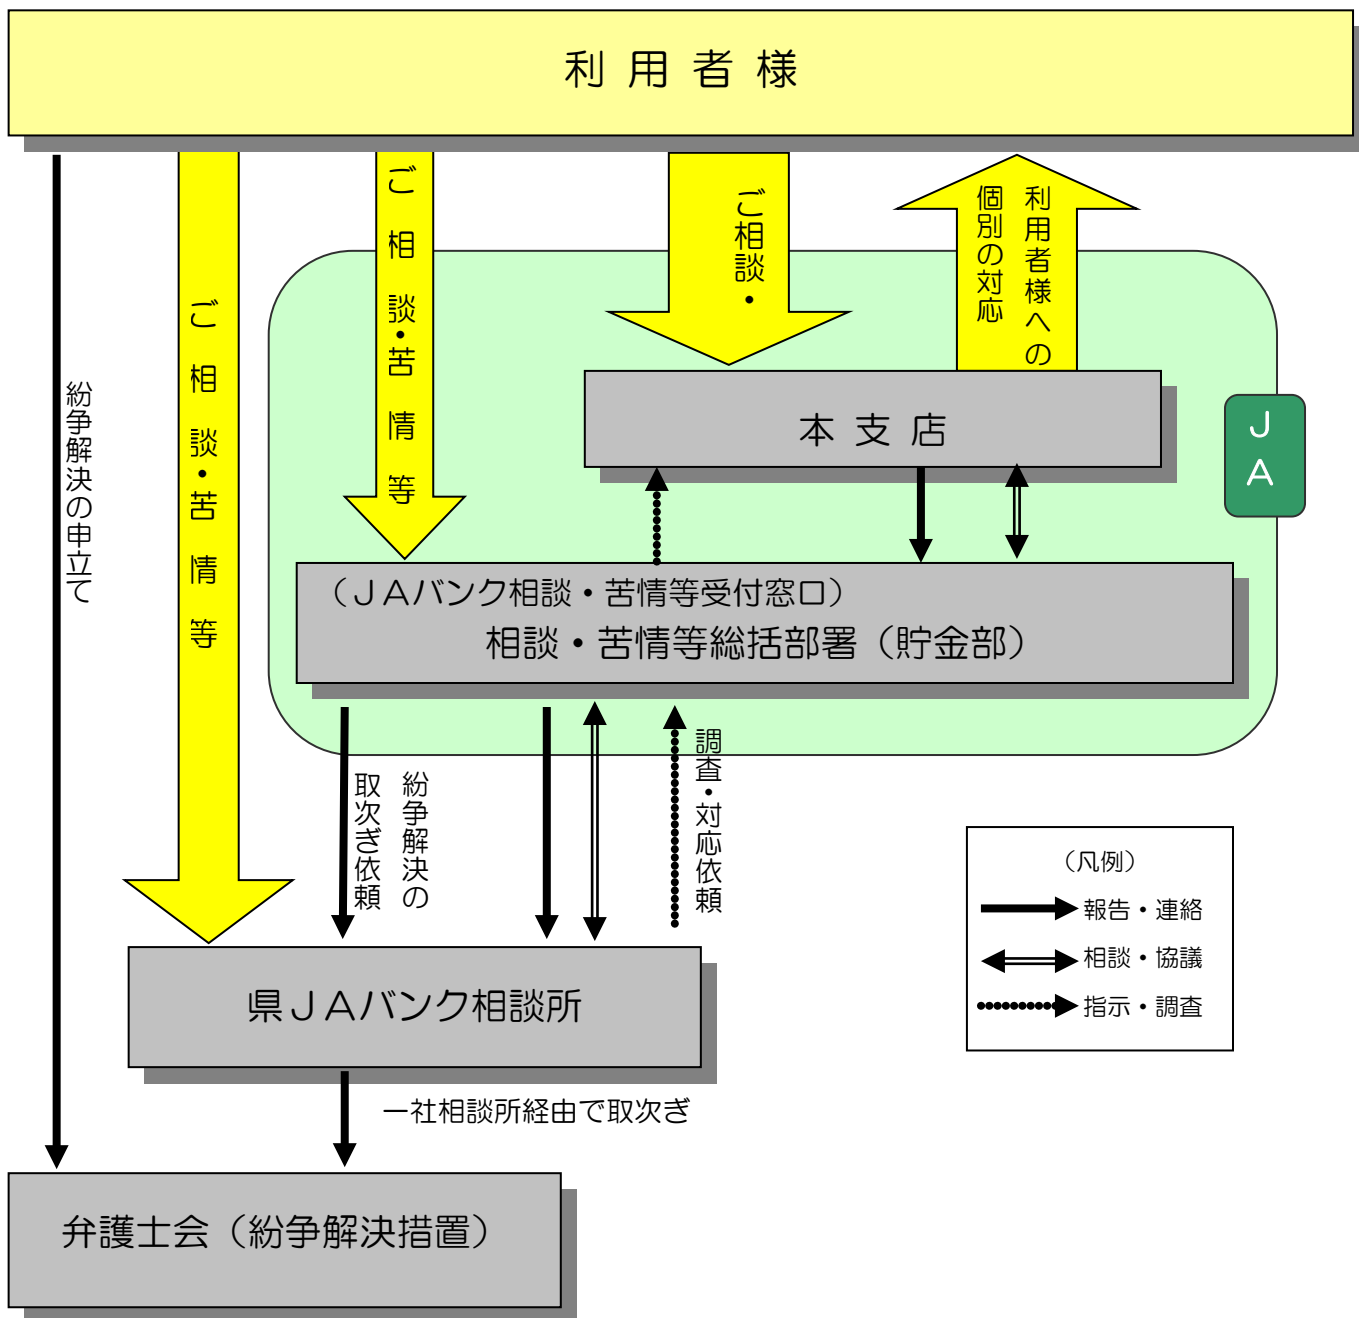 利用者様
紛争解決の申立て
ご相談・苦情等
ご相談・苦情等
ご相談・
利用者様への
個別の対応
本支店
ＪＡ
（ＪＡバンク相談・苦情等受付窓口）
相談・苦情等総括部署（貯金部）
紛争解決の
取次ぎ依頼
調査・対応依頼
（凡例）
報告・連絡
相談・協議
指示・調査
県ＪＡバンク相談所
一社相談所経由で取次ぎ
弁護士会（紛争解決措置）